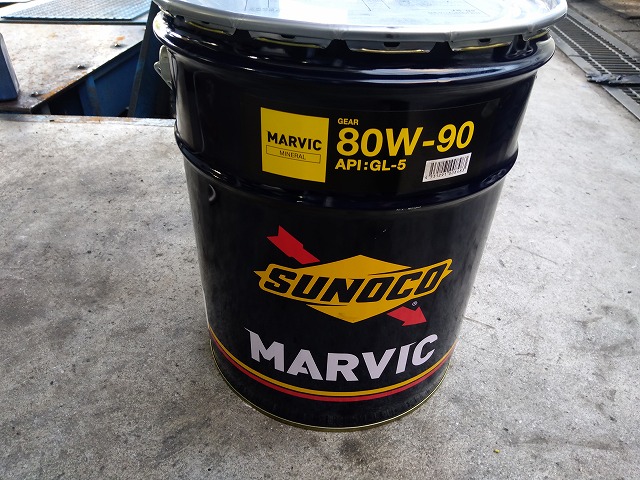 MARVIC
MINERAL
GEAR
80W-90
API:GL-5
SUNOCO
®
MARVIC